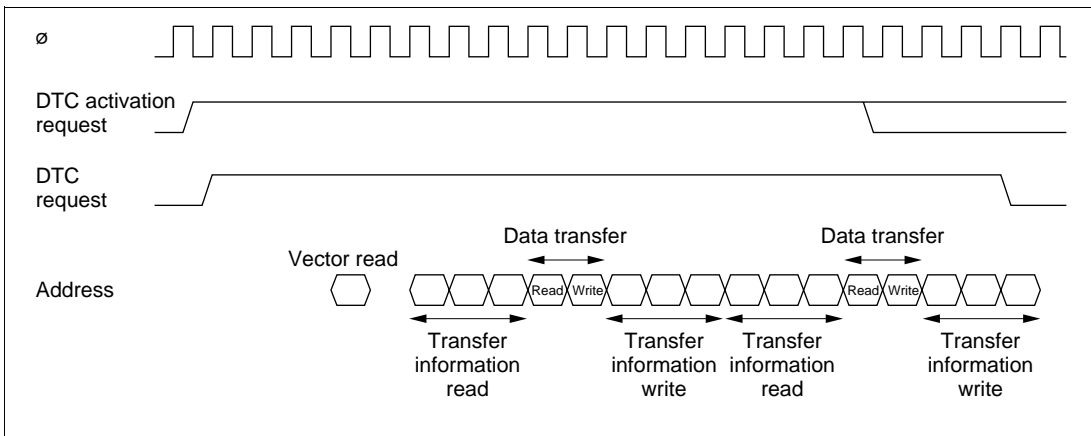 ø
DTC activation
request
DTC
request
Data transfer
Data transfer
Vector read
Address
Read
Write
Read
Write
Transfer
information
read
Transfer
information
write
Transfer
information
read
Transfer
information
write